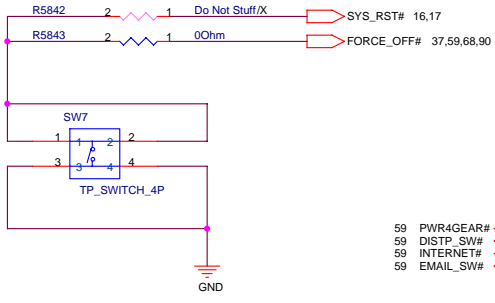 R5842 2 1 Do Not Stuff/X SYS_RST# 16,17
R5843 2 1 0Ohm FORCE_OFF# 37,59,68,90
SW7
1 1 2 2
3 3 4 4
TP_SWITCH_4P
59 PWR4GEAR#
59 DISTP_SW#
59 INTERNET#
59 EMAIL_SW#
GND